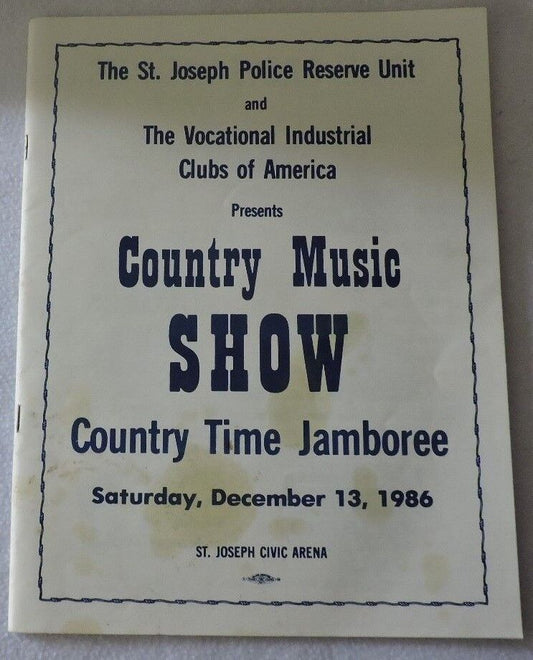 The St. Joseph Police Reserve Unit
and
The Vocational Industrial
Clubs of America
Presents
Country Music
SHOW
Country Time Jamboree
Saturday, December 13, 1986
ST. JOSEPH CIVIC ARENA